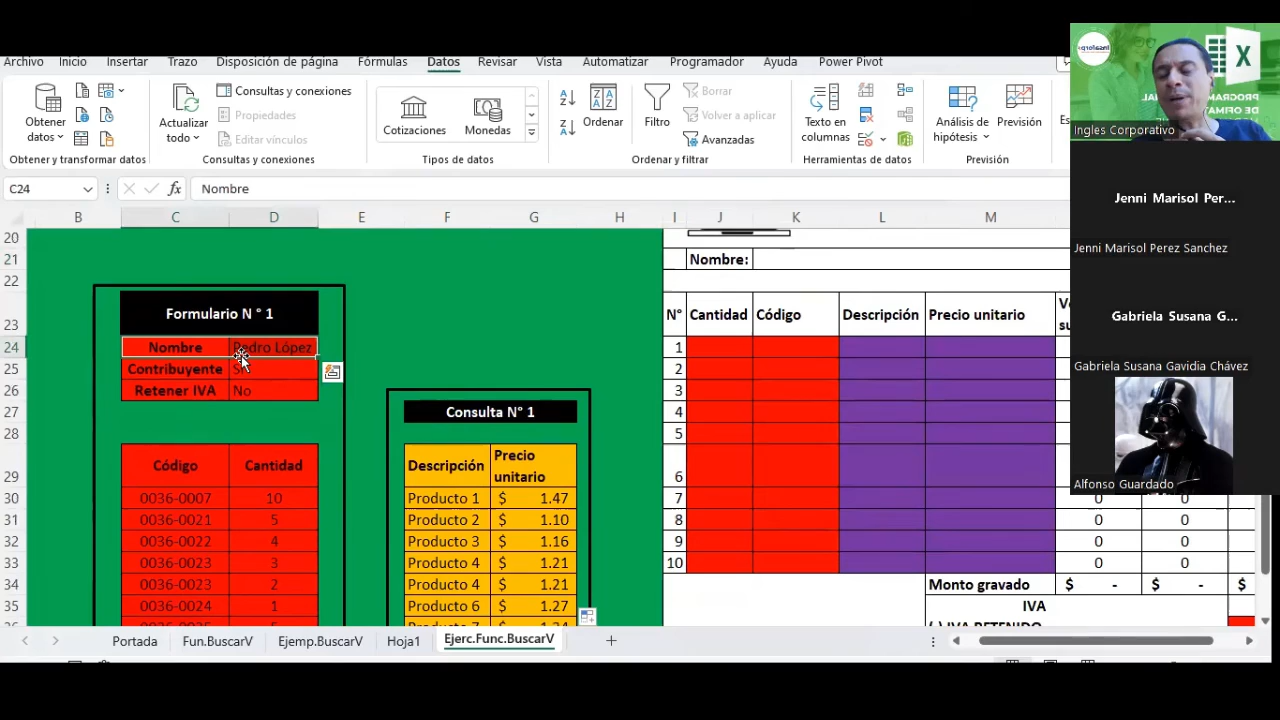 Archivo Inicio Insertar Trazo Disposición de página Fórmulas Datos Revisar Vista Automatizar Programador Ayuda Power Pivot
Obtener datos
Actualizar todo
Consultas y conexiones
Propiedades
Editar vínculos
Cotizaciones
Monedas
Ordenar
Filtro
Borrar
Volver a aplicar
Avanzadas
Texto en columnas
Análisis de hipótesis
Previsión
Obtener y transformar datos
Consultas y conexiones
Tipos de datos
Ordenar y filtrar
Herramientas de datos
Previsión
C24
fx
Nombre
B C D E F G H I J K L M
20
21
22
23
24
25
26
27
28
29
30
31
32
33
34
35
Formulario N ° 1
Nombre Pedro López
Contribuyente
Retener IVA No
Código Cantidad
0036-0007 10
0036-0021 5
0036-0022 4
0036-0023 3
0036-0023 2
0036-0024 1
Consulta N° 1
Descripción Precio unitario
Producto 1 $ 1.47
Producto 2 $ 1.10
Producto 3 $ 1.16
Producto 4 $ 1.21
Producto 4 $ 1.21
Producto 6 $ 1.27
Nombre:
N° Cantidad Código Descripción Precio unitario
1
2
3
4
5
6
7 0 0
8 0 0
9 0 0
10 0 0
Monto gravado $ - $ - $
IVA
(-) IVA RETENIDO
Portada Fun.BuscarV Ejemp.BuscarV Hoja1 Ejerc.Func.BuscarV
X
Ingles Corporativo
Jenni Marisol Per...
Jenni Marisol Perez Sanchez
Gabriela Susana G...
Gabriela Susana Gavidia Chávez
Alfonso Guardado